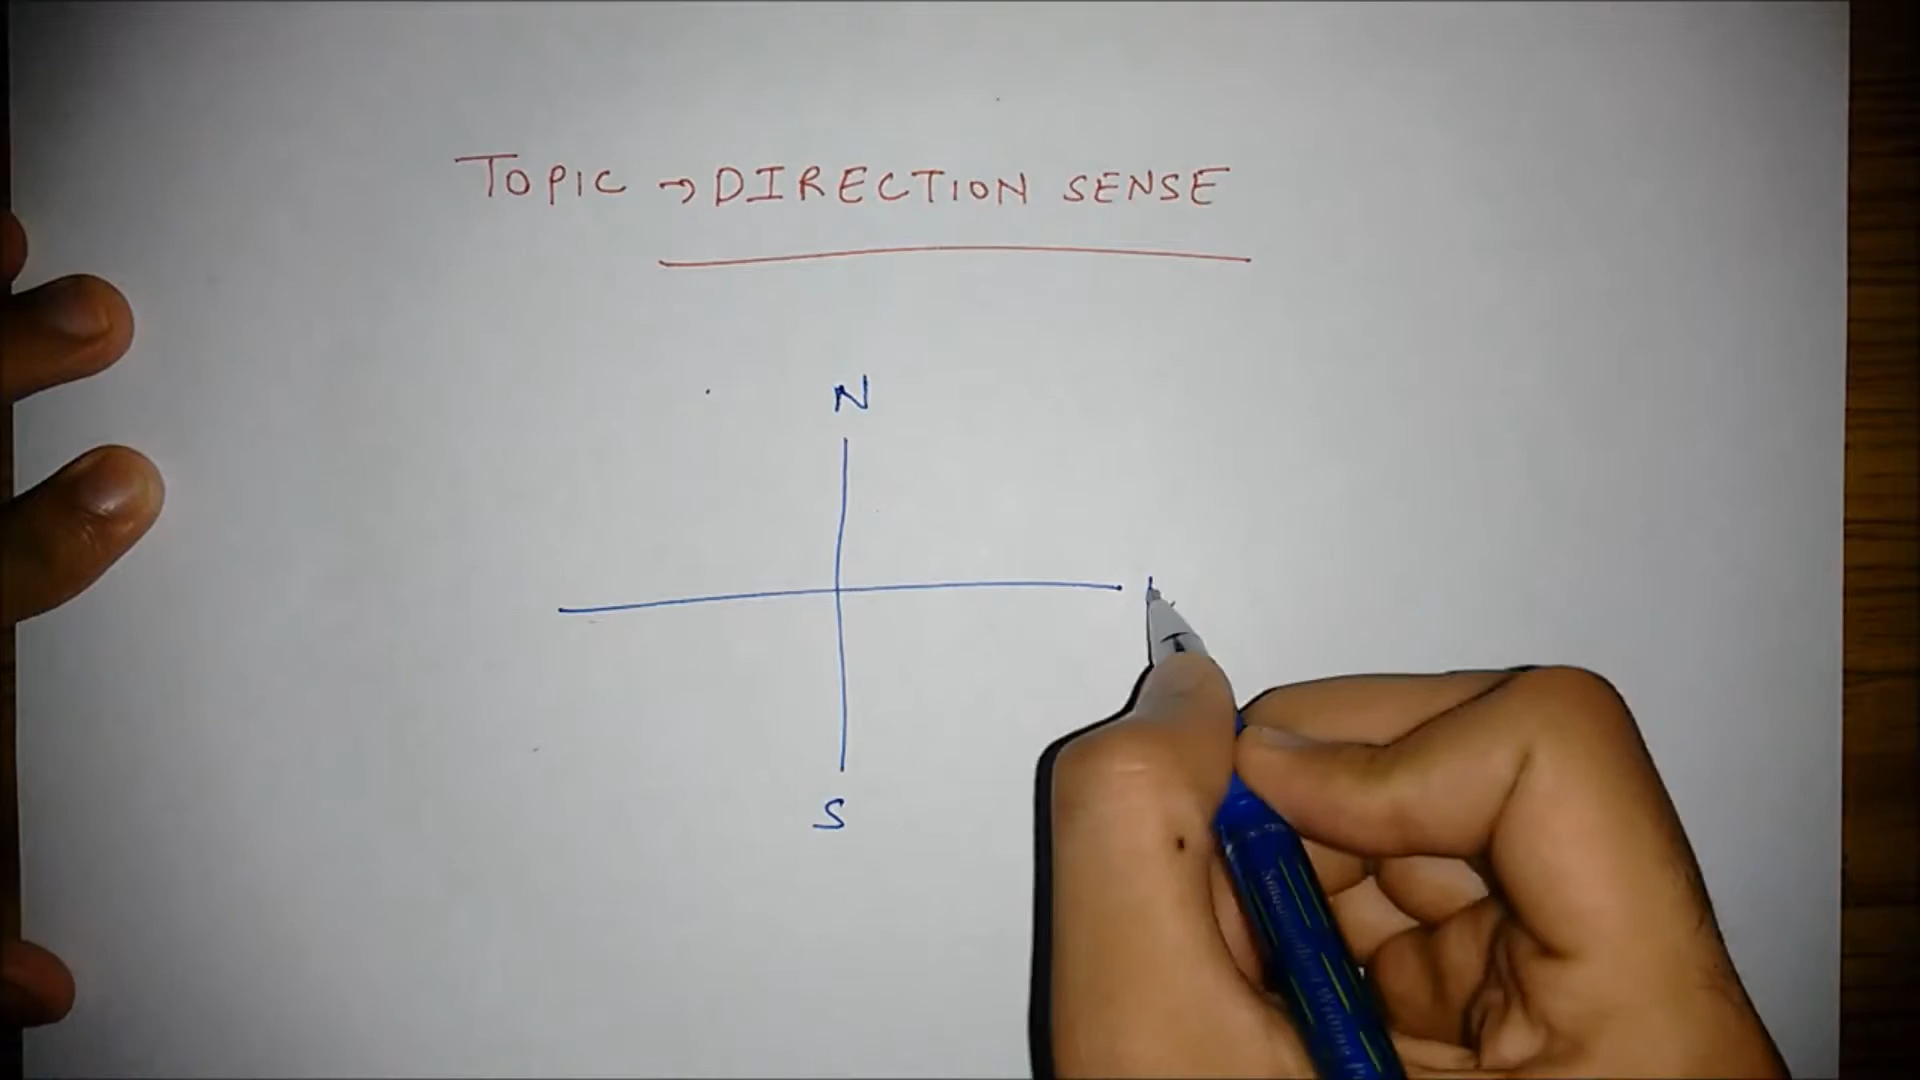 TOPIC → DIRECTION SENSE
N
S